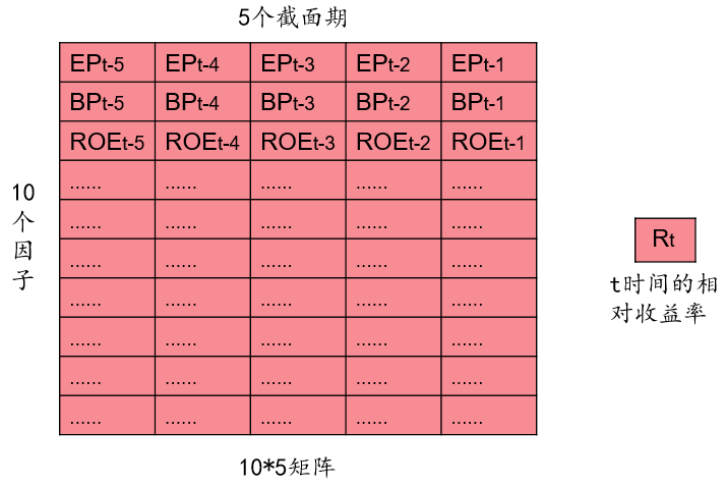 5个截面期
EPt-5 EPt-4 EPt-3 EPt-2 EPt-1
BPt-5 BPt-4 BPt-3 BPt-2 BPt-1
ROEt-5 ROEt-4 ROEt-3 ROEt-2 ROEt-1
...... ...... ...... ...... ......
...... ...... ...... ...... ......
...... ...... ...... ...... ......
...... ...... ...... ...... ......
...... ...... ...... ...... ......
...... ...... ...... ...... ......
...... ...... ...... ...... ......
10
个
因
子
10*5矩阵
Rt
t时间的相
对收益率